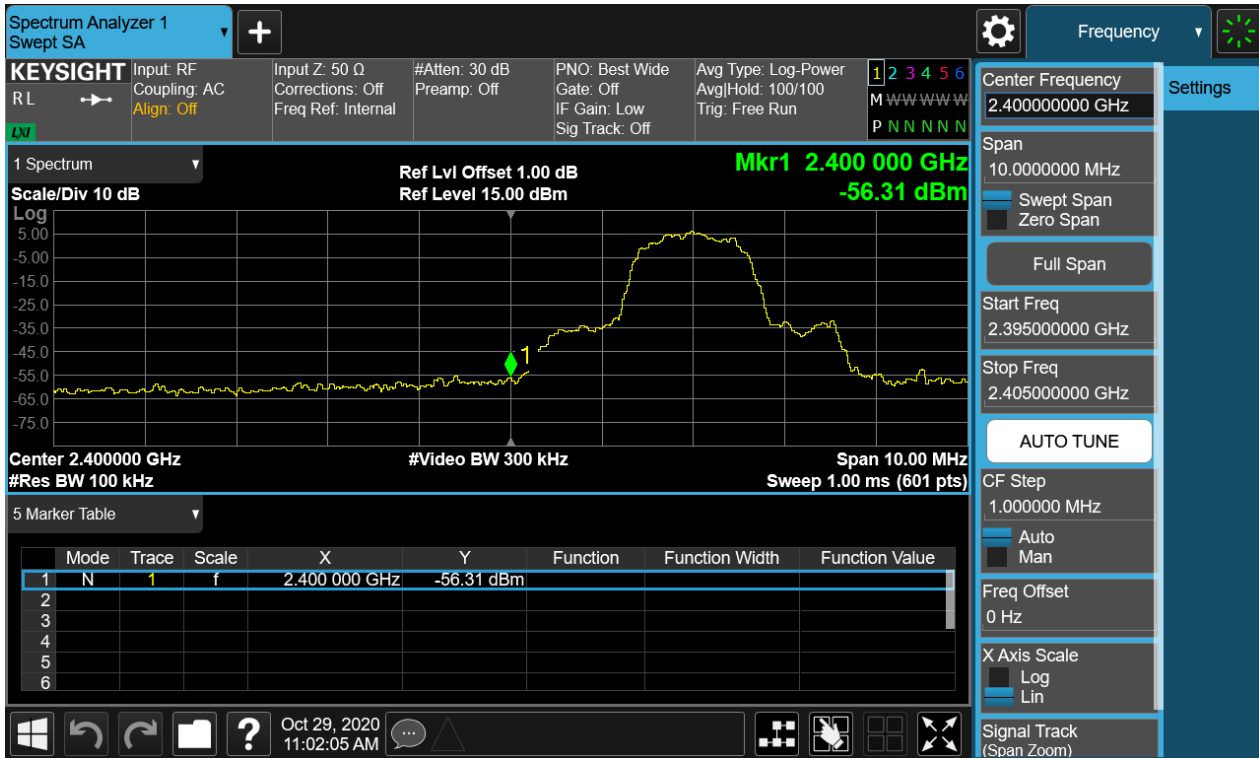 Spectrum Analyzer 1
Swept SA
Frequency
KEYSIGHT
R L
LXI
Input: RF
Coupling: AC
Align: Off
Input Z: 50 Ω
Corrections: Off
Freq Ref: Internal
#Atten: 30 dB
Preamp: Off
PNO: Best Wide
Gate: Off
IF Gain: Low
Sig Track: Off
Avg Type: Log-Power
Avg|Hold: 100/100
Trig: Free Run
1 2 3 4 5 6
M W W W W W
P N N N N N
1 Spectrum
Scale/Div 10 dB
Ref Lvl Offset 1.00 dB
Ref Level 15.00 dBm
Mkr1 2.400 000 GHz
-56.31 dBm
Log
5.00
-5.00
-15.0
-25.0
-35.0
-45.0
-55.0
-65.0
-75.0
1
Center 2.400000 GHz
#Video BW 300 kHz
Span 10.00 MHz
#Res BW 100 kHz
Sweep 1.00 ms (601 pts)
5 Marker Table
Mode Trace Scale X Y Function Function Width Function Value
1 N 1 f 2.400 000 GHz -56.31 dBm
2
3
4
5
6
Oct 29, 2020
11:02:05 AM
?
Center Frequency
2.400000000 GHz
Settings
Span
10.0000000 MHz
Swept Span
Zero Span
Full Span
Start Freq
2.395000000 GHz
Stop Freq
2.405000000 GHz
AUTO TUNE
CF Step
1.000000 MHz
Auto
Man
Freq Offset
0 Hz
X Axis Scale
Log
Lin
Signal Track
(Span Zoom)